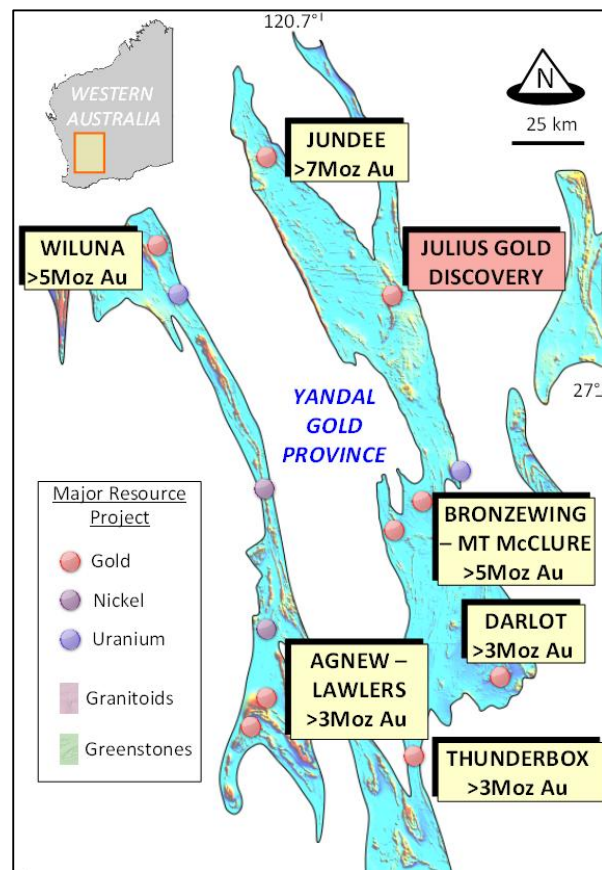 120.7°
WESTERN
AUSTRALIA
N
25 km
JUNDEE
>7Moz Au
WILUNA
>5Moz Au
JULIUS GOLD
DISCOVERY
27°
YANDAL
GOLD
PROVINCE
Major Resource
Project
Gold
Nickel
Uranium
Granitoids
Greenstones
BRONZEWING
– MT McCLURE
>5Moz Au
DARLOT
>3Moz Au
AGNEW –
LAWLERS
>3Moz Au
THUNDERBOX
>3Moz Au